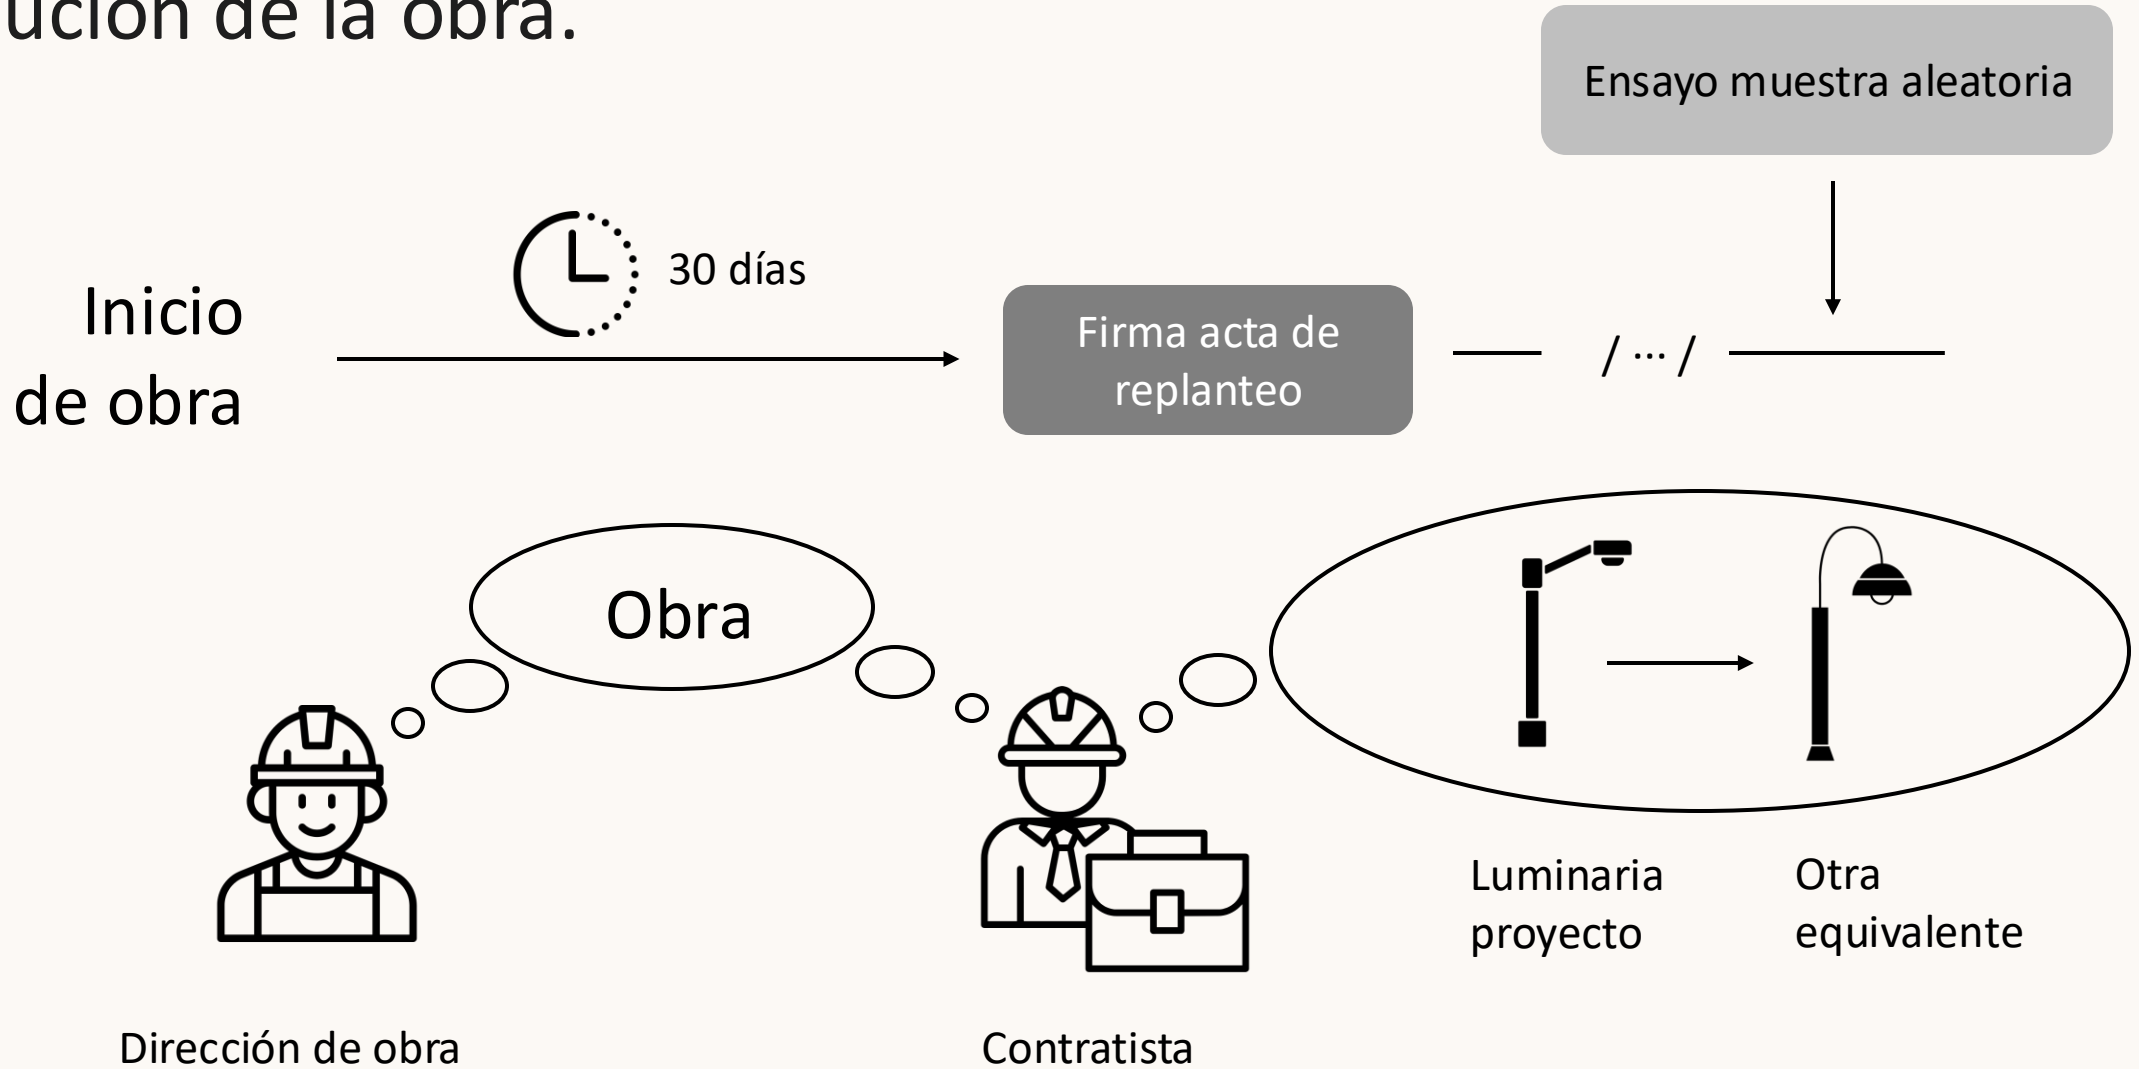 ución de la obra.
Ensayo muestra aleatoria
30 días
Inicio
de obra
Firma acta de
replanteo
/ ··· /
Obra
Luminaria
proyecto
Otra
equivalente
Dirección de obra
Contratista